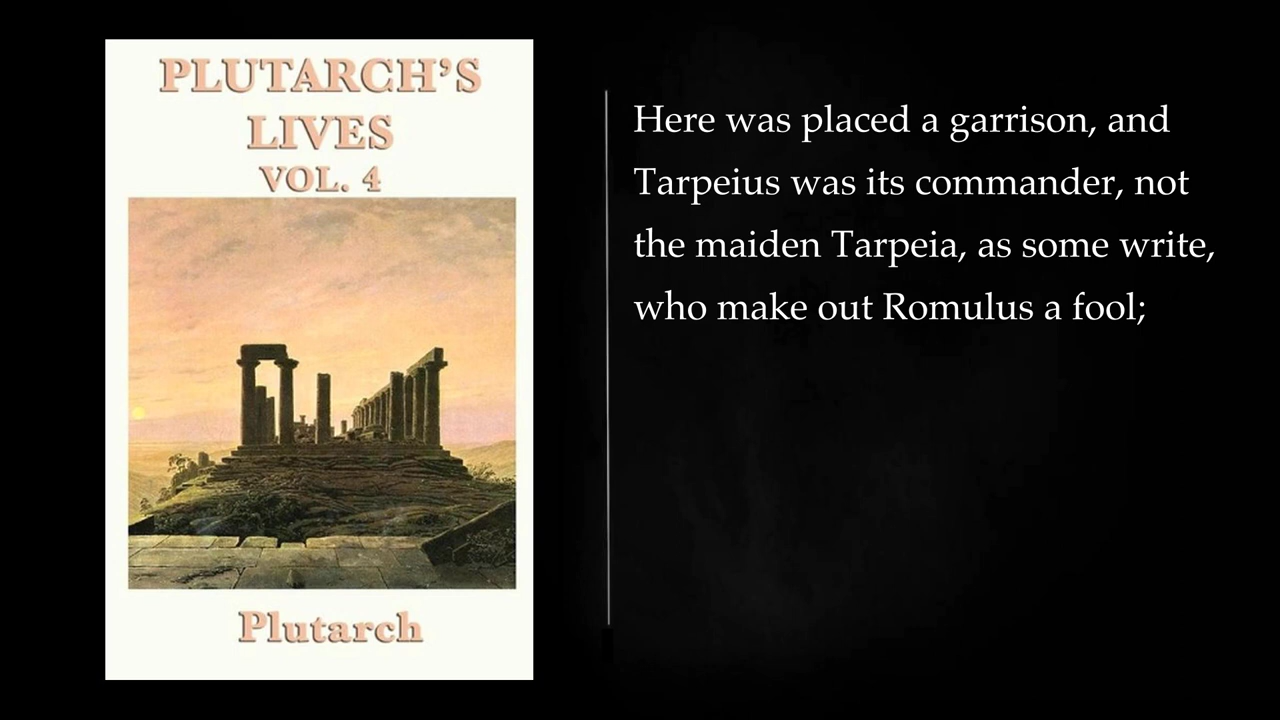 PLUTARCH'S
LIVES
VOL. 4
Plutarch
Here was placed a garrison, and
Tarpeius was its commander, not
the maiden Tarpeia, as some write,
who make out Romulus a fool;